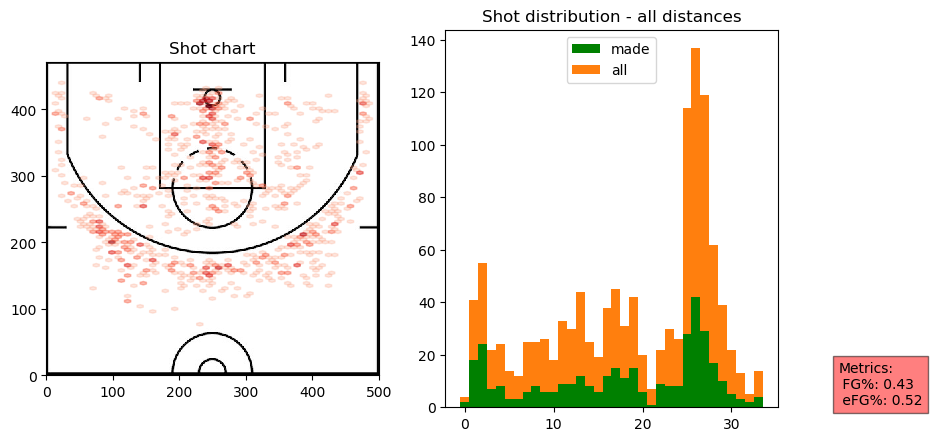 Shot chart
400
300
200
100
0
0 100 200 300 400 500
Shot distribution - all distances
made
all
140
120
100
80
60
40
20
0
0 10 20 30
Metrics:
FG%: 0.43
eFG%: 0.52